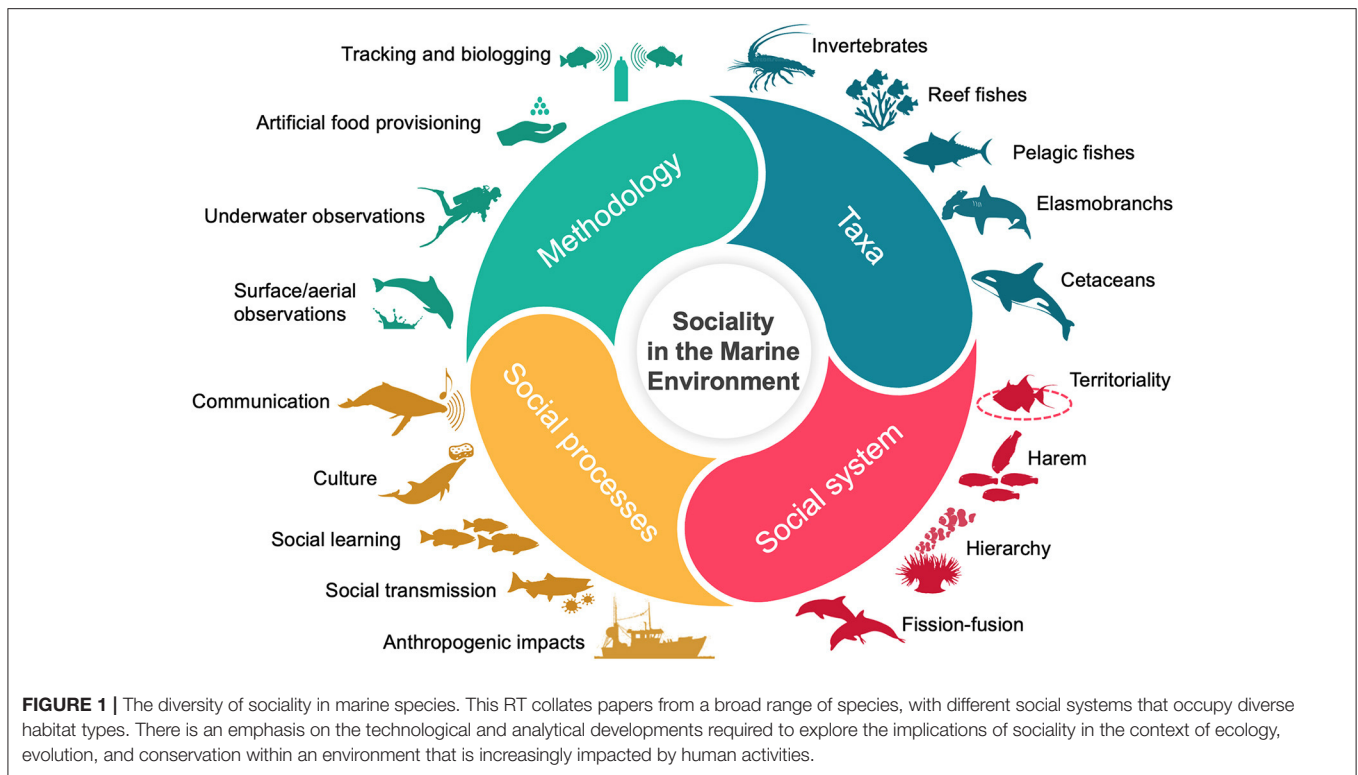 Tracking and biologging
Artificial food provisioning
Underwater observations
Surface/aerial
observations
Communication
Culture
Social learning
Social transmission
Anthropogenic impacts
Invertebrates
Reef fishes
Pelagic fishes
Elasmobranchs
Cetaceans
Territoriality
Harem
Hierarchy
Fission-fusion
Methodology
Taxa
Social system
Social processes
Sociality
in the Marine
Environment
FIGURE 1 | The diversity of sociality in marine species. This RT collates papers from a broad range of species, with different social systems that occupy diverse
habitat types. There is an emphasis on the technological and analytical developments required to explore the implications of sociality in the context of ecology,
evolution, and conservation within an environment that is increasingly impacted by human activities.